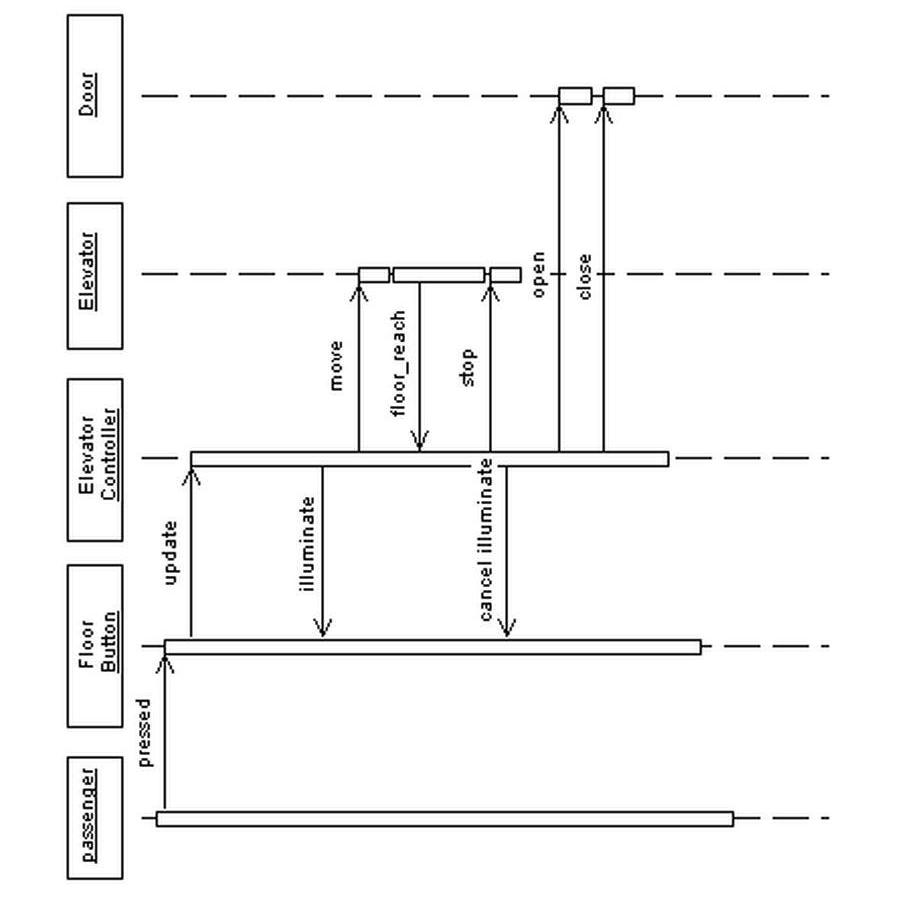 passenger
Floor
Button
Elevator
Controller
Elevator
Door
pressed
update
illuminate
move
floor_reach
stop
cancel illuminate
open
close